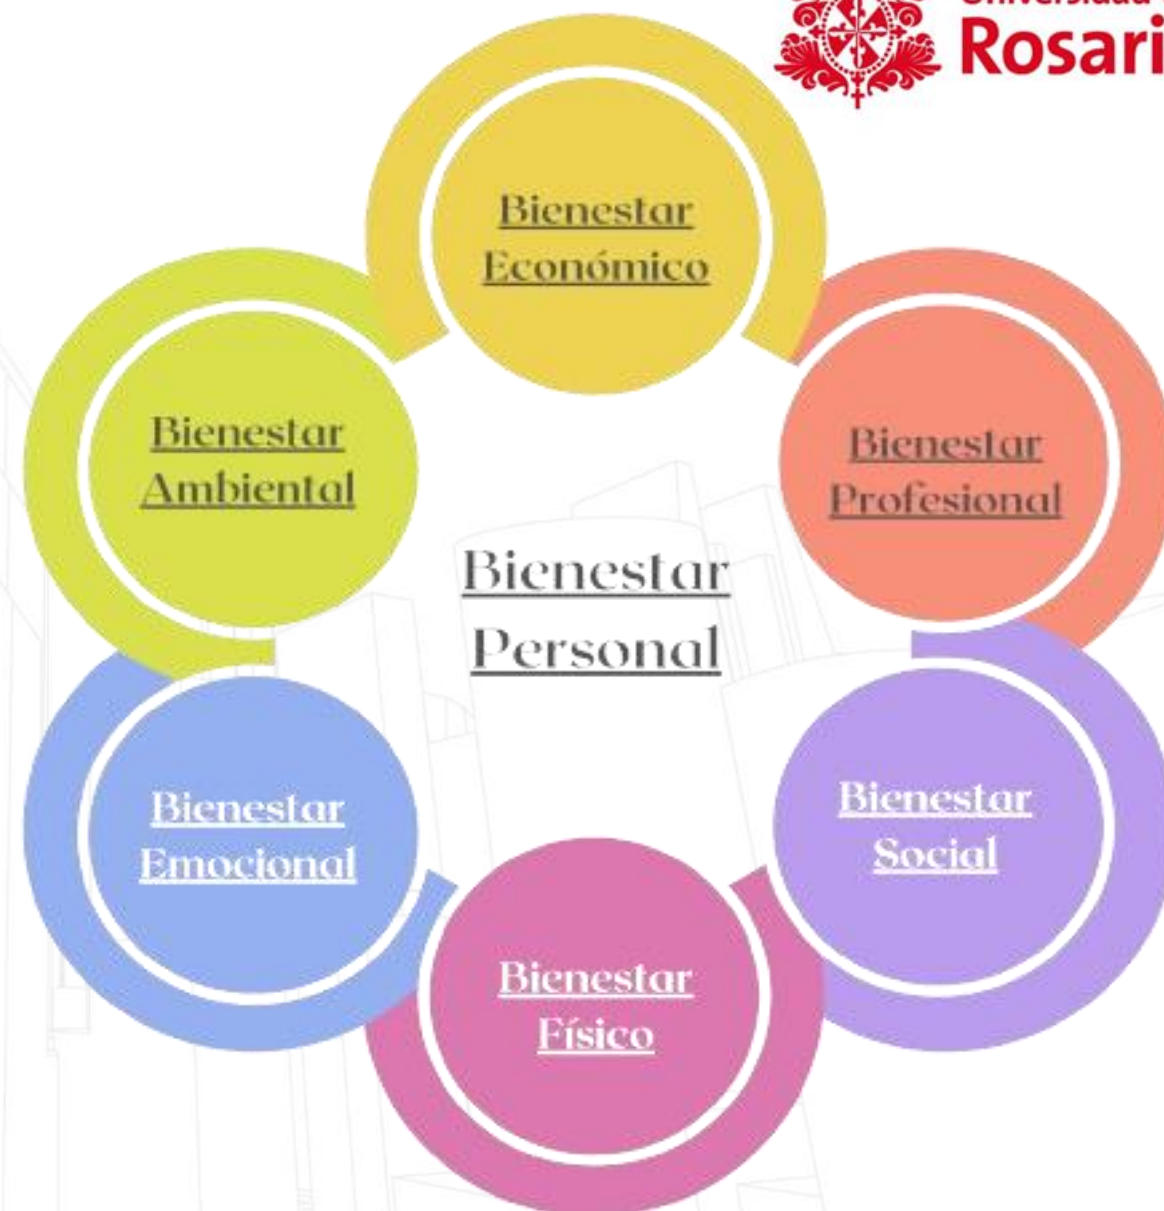 Rosari
Bienestar
Económico
Bienestar
Ambiental
Bienestar
Profesional
Bienestar
Personal
Bienestar
Emocional
Bienestar
Social
Bienestar
Físico